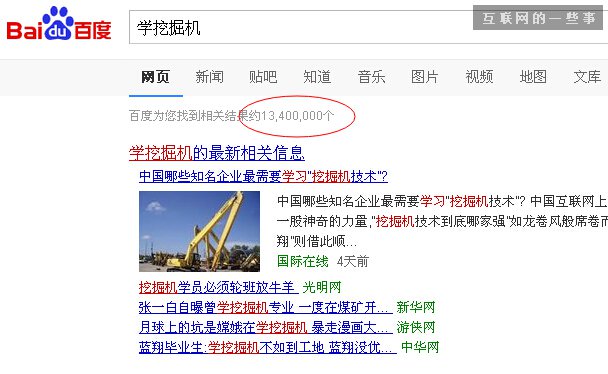 Bai du 百度
学挖掘机
互联网的一些事
网页 新闻 贴吧 知道 音乐 图片 视频 地图 文库
百度为您找到相关结果约13,400,000个
学挖掘机的最新相关信息
中国哪些知名企业最需要学习"挖掘机技术"?
中国哪些知名企业最需要学习"挖掘机技术"? 中国互联网上
一股神奇的力量,"挖掘机技术到底哪家强"如龙卷风般席卷而
翔"则借此顺...
国际在线 4天前
挖掘机学员必须轮班放牛羊 光明网
张一白自曝曾学挖掘机专业 一度在煤矿开... 新华网
月球上的坑是嫦娥在学挖掘机 暴走漫画大... 游侠网
蓝翔毕业生:学挖掘机不如到工地 蓝翔没优... 中华网